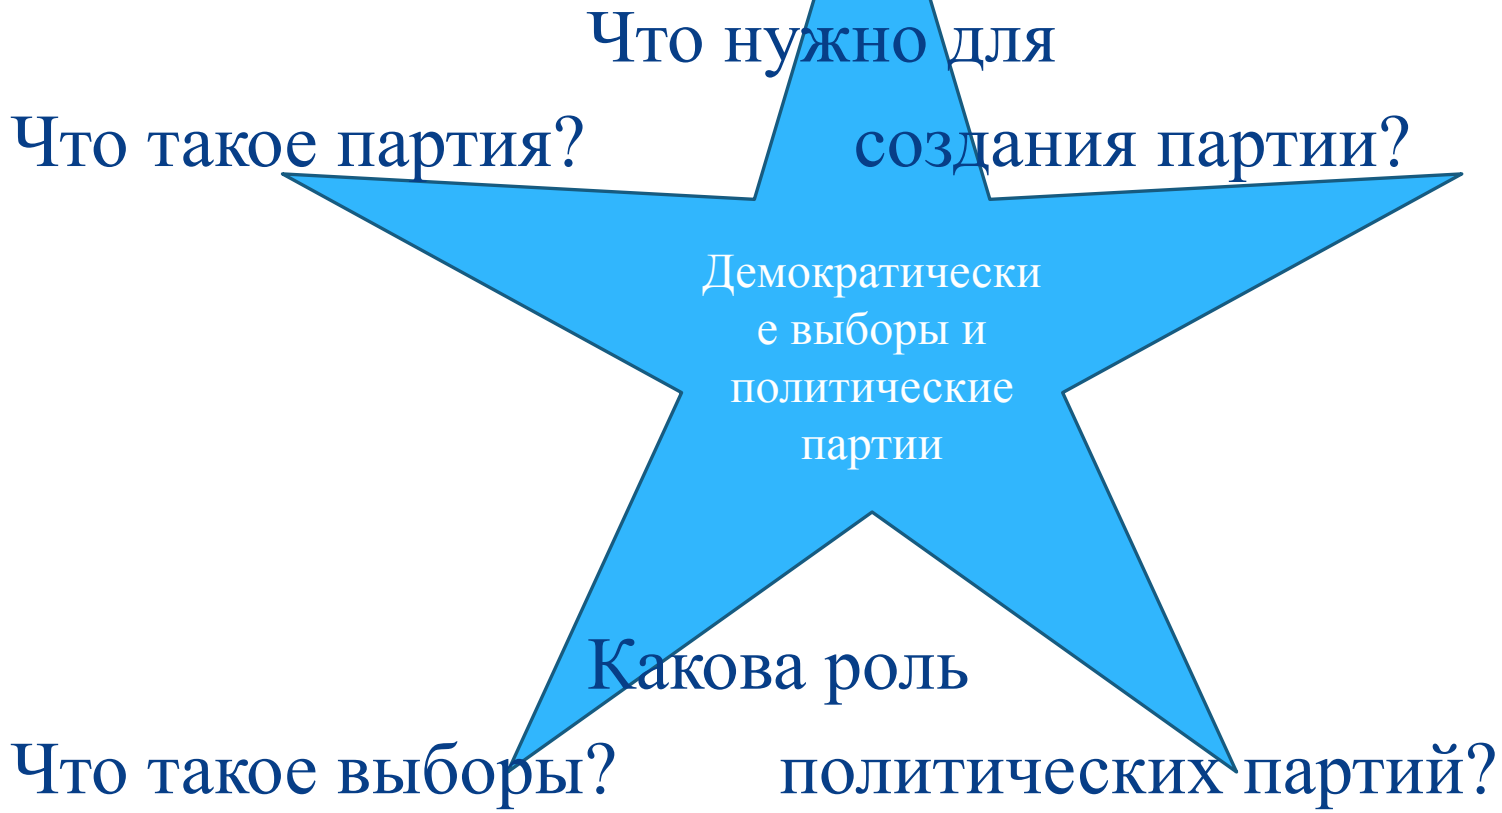 Что нужно для
Что такое партия? создания партии?
Демократически
е выборы и
политические
партии
Какова роль
Что такое выборы? политических партий?